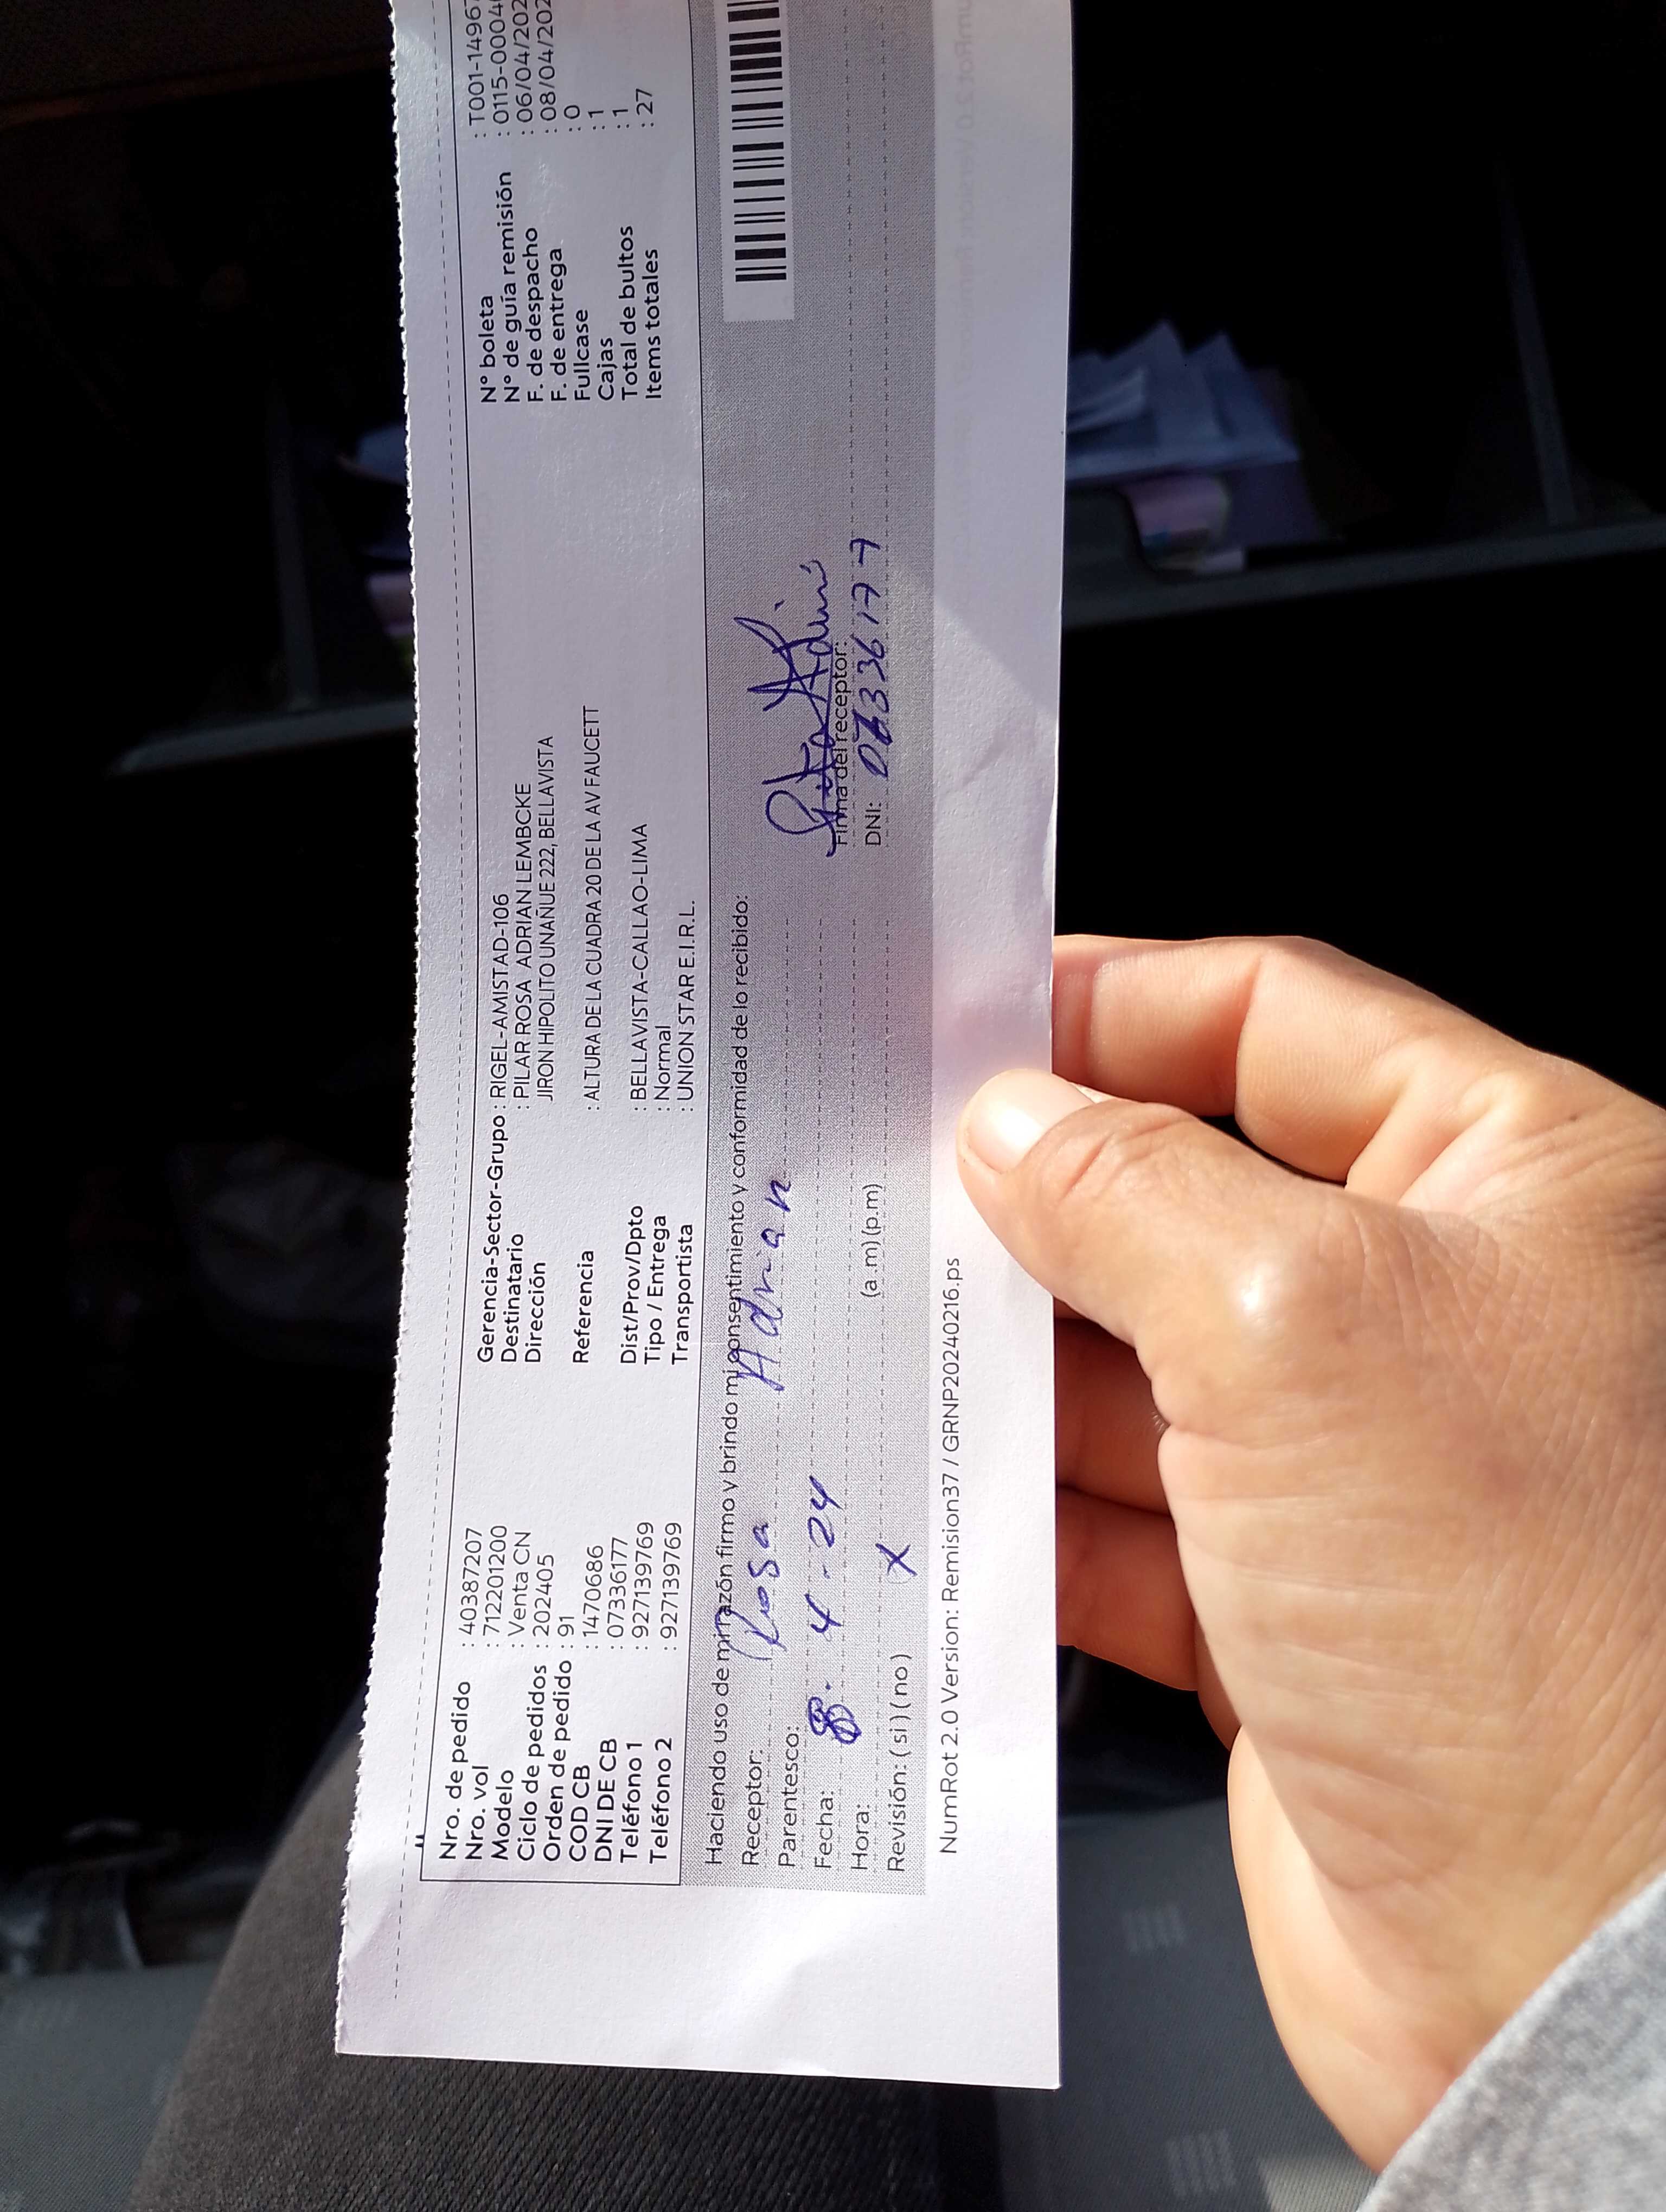 Nro. de pedido : 40387207
Nro. vol : 712201200
Modelo : Venta CN
Ciclo de pedidos : 202405
Orden de pedido : 91
COD CB : 1470686
DNI DE CB : 07336177
Teléfono 1 : 927139769
Teléfono 2 : 927139769
Gerencia-Sector-Grupo : RIGEL-AMISTAD-106
Destinatario : PILAR ROSA ADRIAN LEMBCKE
Dirección JIRON HIPOLITO UNAÑUE 222, BELLAVISTA
Referencia : ALTURA DE LA CUADRA 20 DE LA AV FAUCETT
Dist/Prov/Dpto : BELLAVISTA-CALLAO-LIMA
Tipo / Entrega : Normal
Transportista : UNION STAR E.I.R.L.
N° boleta : T001-14967
N° de guía remisión : 0115-0004
F. de despacho : 06/04/202
F. de entrega : 08/04/202
Fullcase : 0
Cajas : 1
Total de bultos : 1
Items totales : 27
Haciendo uso de mi razón firmo y brindo mi consentimiento y conformidad de lo recibido:
Receptor: Rosa Adrian
Parentesco:
Fecha: 8. 4 - 24
Hora: (a.m) (p.m)
Revisión: ( si ) ( no ) X
Firma del receptor:
DNI: 07336177
NumRot 2.0 Version: Remision37 / GRNP20240216.ps